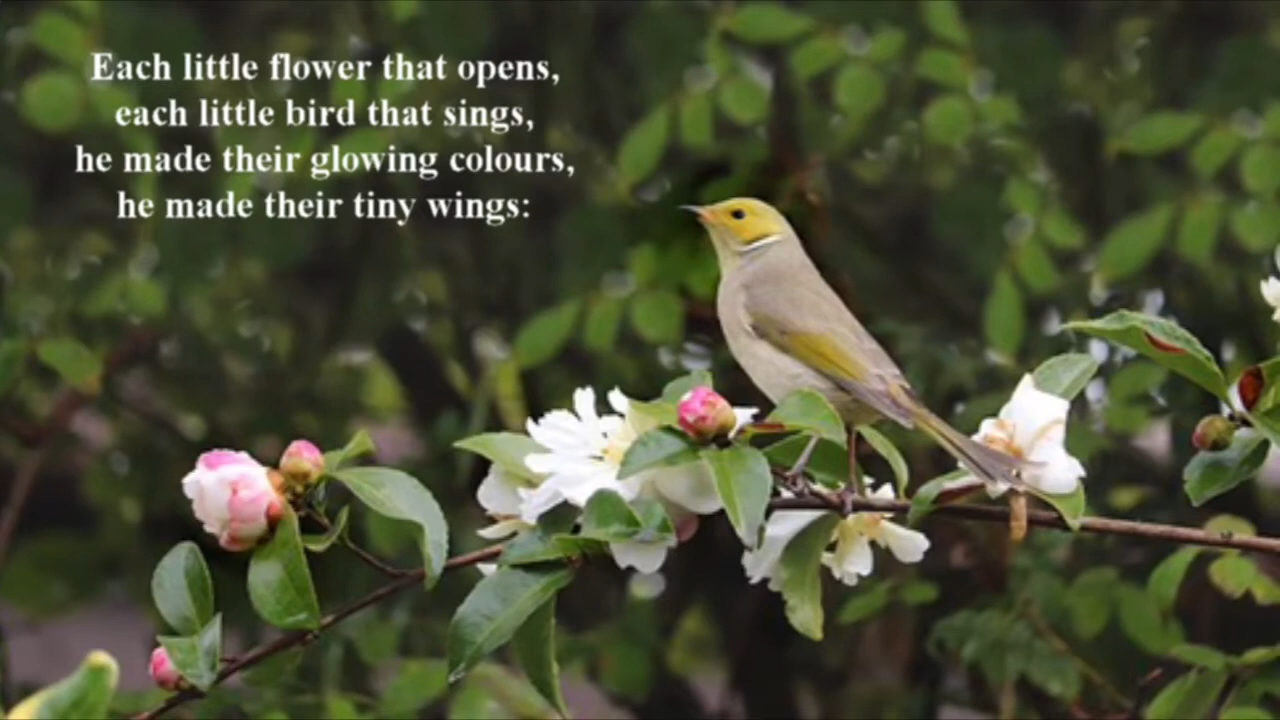 Each little flower that opens,
each little bird that sings,
he made their glowing colours,
he made their tiny wings: